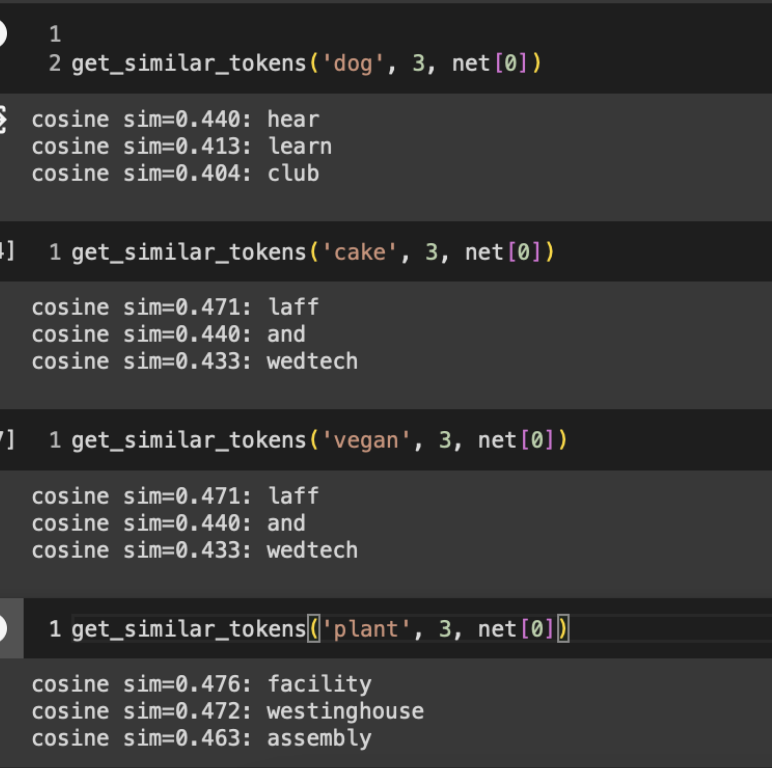 1
2 get_similar_tokens('dog', 3, net[0])
cosine sim=0.440: hear
cosine sim=0.413: learn
cosine sim=0.404: club
1 get_similar_tokens('cake', 3, net[0])
cosine sim=0.471: laff
cosine sim=0.440: and
cosine sim=0.433: wedtech
1 get_similar_tokens('vegan', 3, net[0])
cosine sim=0.471: laff
cosine sim=0.440: and
cosine sim=0.433: wedtech
1 get_similar_tokens('plant', 3, net[0])
cosine sim=0.476: facility
cosine sim=0.472: westinghouse
cosine sim=0.463: assembly